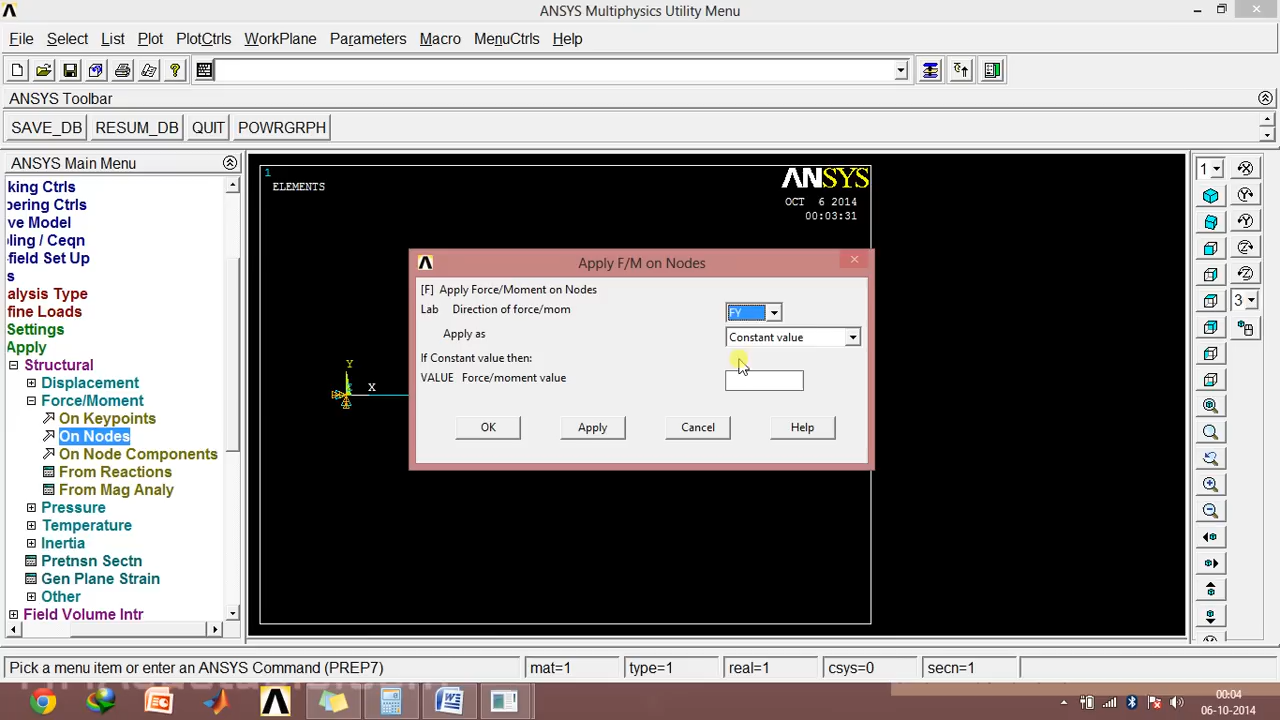 ANSYS Multiphysics Utility Menu
File Select List Plot PlotCtrls WorkPlane Parameters Macro MenuCtrls Help
ANSYS Toolbar
SAVE_DB RESUM_DB QUIT POWRGRPH
ANSYS Main Menu
king Ctrls
bering Ctrls
ve Model
ling / Ceqn
field Set Up
s
alysis Type
fine Loads
Settings
Apply
Structural
Displacement
Force/Moment
On Keypoints
On Nodes
On Node Components
From Reactions
From Mag Analy
Pressure
Temperature
Inertia
Pretnsn Sectn
Gen Plane Strain
Other
Field Volume Intr
1
ELEMENTS
ANSYS
OCT 6 2014
00:03:31
Y
X
Apply F/M on Nodes
[F] Apply Force/Moment on Nodes
Lab Direction of force/mom
FY
Apply as
Constant value
If Constant value then:
VALUE Force/moment value
OK Apply Cancel Help
1
3
Pick a menu item or enter an ANSYS Command (PREP7)
mat=1
type=1
real=1
csys=0
secn=1
00:04
06-10-2014